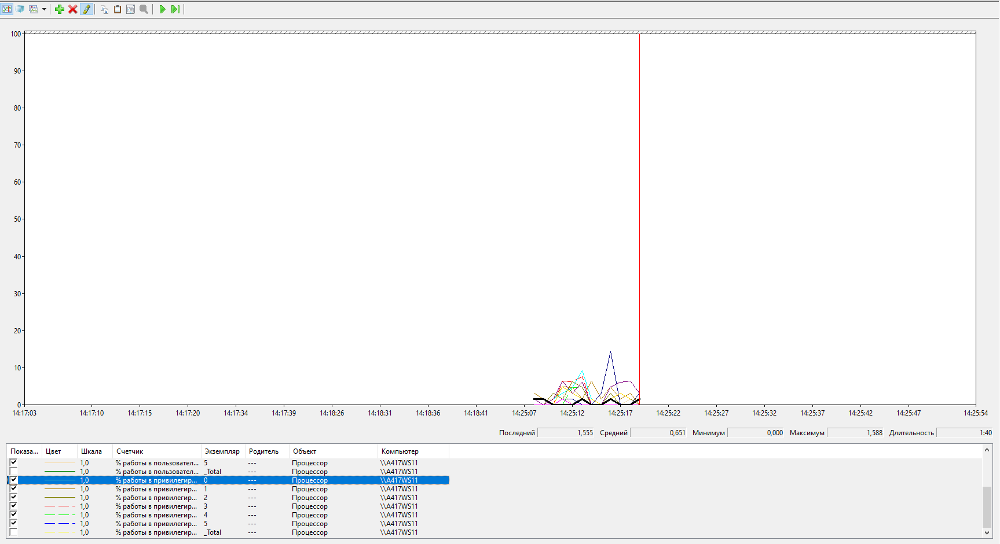 100
90
80
70
60
50
40
30
20
10
0
14:17:03 14:17:10 14:17:15 14:17:20 14:17:34 14:17:39 14:18:26 14:18:31 14:18:36 14:18:41 14:25:07 14:25:12 14:25:17 14:25:22 14:25:27 14:25:32 14:25:37 14:25:42 14:25:47 14:25:54
Последний 1,555 Средний 0,651 Минимум 0,000 Максимум 1,588 Длительность 1:40
Показа... Цвет Шкала Счетчик Экземпляр Родитель Объект Компьютер
1,0 % работы в пользовател... 5 --- Процессор \\A417WS11
1,0 % работы в пользовател... _Total --- Процессор \\A417WS11
1,0 % работы в привилегир... 0 --- Процессор \\A417WS11
1,0 % работы в привилегир... 1 --- Процессор \\A417WS11
1,0 % работы в привилегир... 2 --- Процессор \\A417WS11
1,0 % работы в привилегир... 3 --- Процессор \\A417WS11
1,0 % работы в привилегир... 4 --- Процессор \\A417WS11
1,0 % работы в привилегир... 5 --- Процессор \\A417WS11
1,0 % работы в привилегир... _Total --- Процессор \\A417WS11